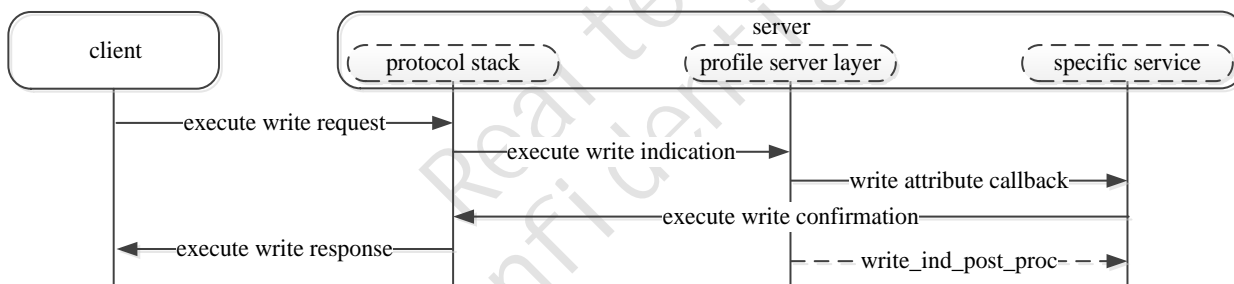 server
client
protocol stack
profile server layer
specific service
execute write request
execute write indication
write attribute callback
execute write confirmation
execute write response
write_ind_post_proc